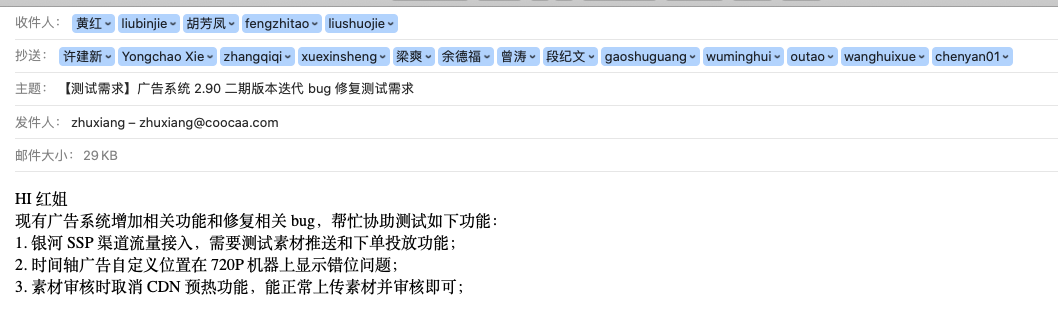 收件人： 黄红 liubinjie 胡芳凤 fengzhitao liushuojie
抄送： 许建新 Yongchao Xie zhangqiqi xuexinsheng 梁爽 余德福 曾涛 段纪文 gaoshuguang wuminghui outao wanghuixue chenyan01
主题： 【测试需求】广告系统 2.90 二期版本迭代 bug 修复测试需求
发件人： zhuxiang – zhuxiang@coocaa.com
邮件大小： 29 KB
HI 红姐
现有广告系统增加相关功能和修复相关 bug，帮忙协助测试如下功能：
1. 银河 SSP 渠道流量接入，需要测试素材推送和下单投放功能；
2. 时间轴广告自定义位置在 720P 机器上显示错位问题；
3. 素材审核时取消 CDN 预热功能，能正常上传素材并审核即可；